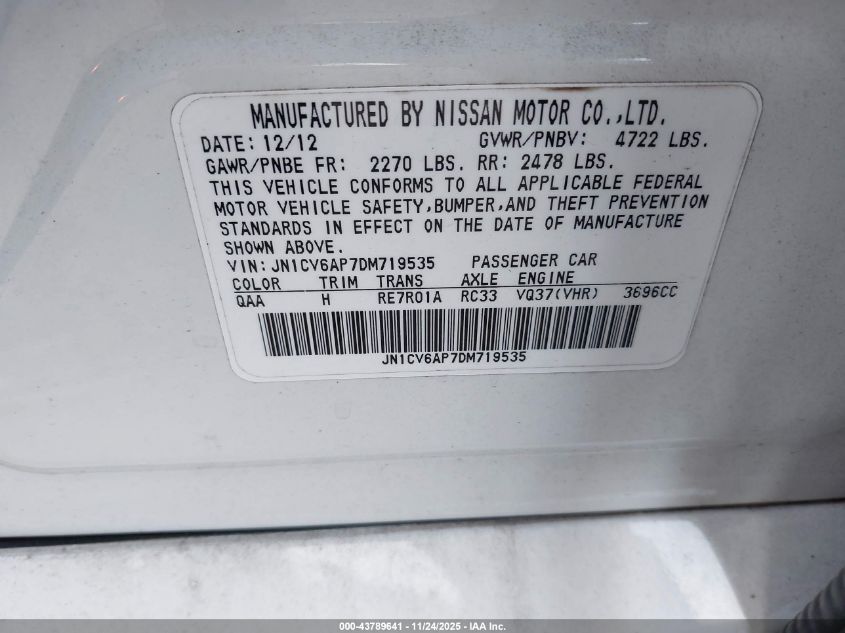 MANUFACTURED BY NISSAN MOTOR CO.,LTD.
DATE: 12/12 GVWR/PNBV: 4722 LBS.
GAWR/PNBE FR: 2270 LBS. RR: 2478 LBS.
THIS VEHICLE CONFORMS TO ALL APPLICABLE FEDERAL
MOTOR VEHICLE SAFETY,BUMPER,AND THEFT PREVENTION
STANDARDS IN EFFECT ON THE DATE OF MANUFACTURE
SHOWN ABOVE.
VIN:JN1CV6AP7DM719535 PASSENGER CAR
COLOR TRIM TRANS AXLE ENGINE
QAA H RE7R01A RC33 VQ37(VHR) 3696CC
JN1CV6AP7DM719535
000-43789641 - 11/24/2025 - IAA Inc.